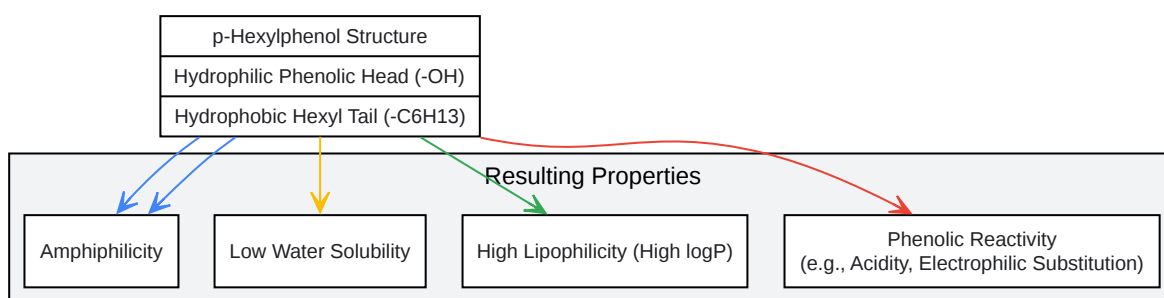 p-Hexylphenol Structure
Hydrophilic Phenolic Head (-OH)
Hydrophobic Hexyl Tail (-C6H13)
Resulting Properties
Amphiphilicity
Low Water Solubility
High Lipophilicity (High logP)
Phenolic Reactivity
(e.g., Acidity, Electrophilic Substitution)